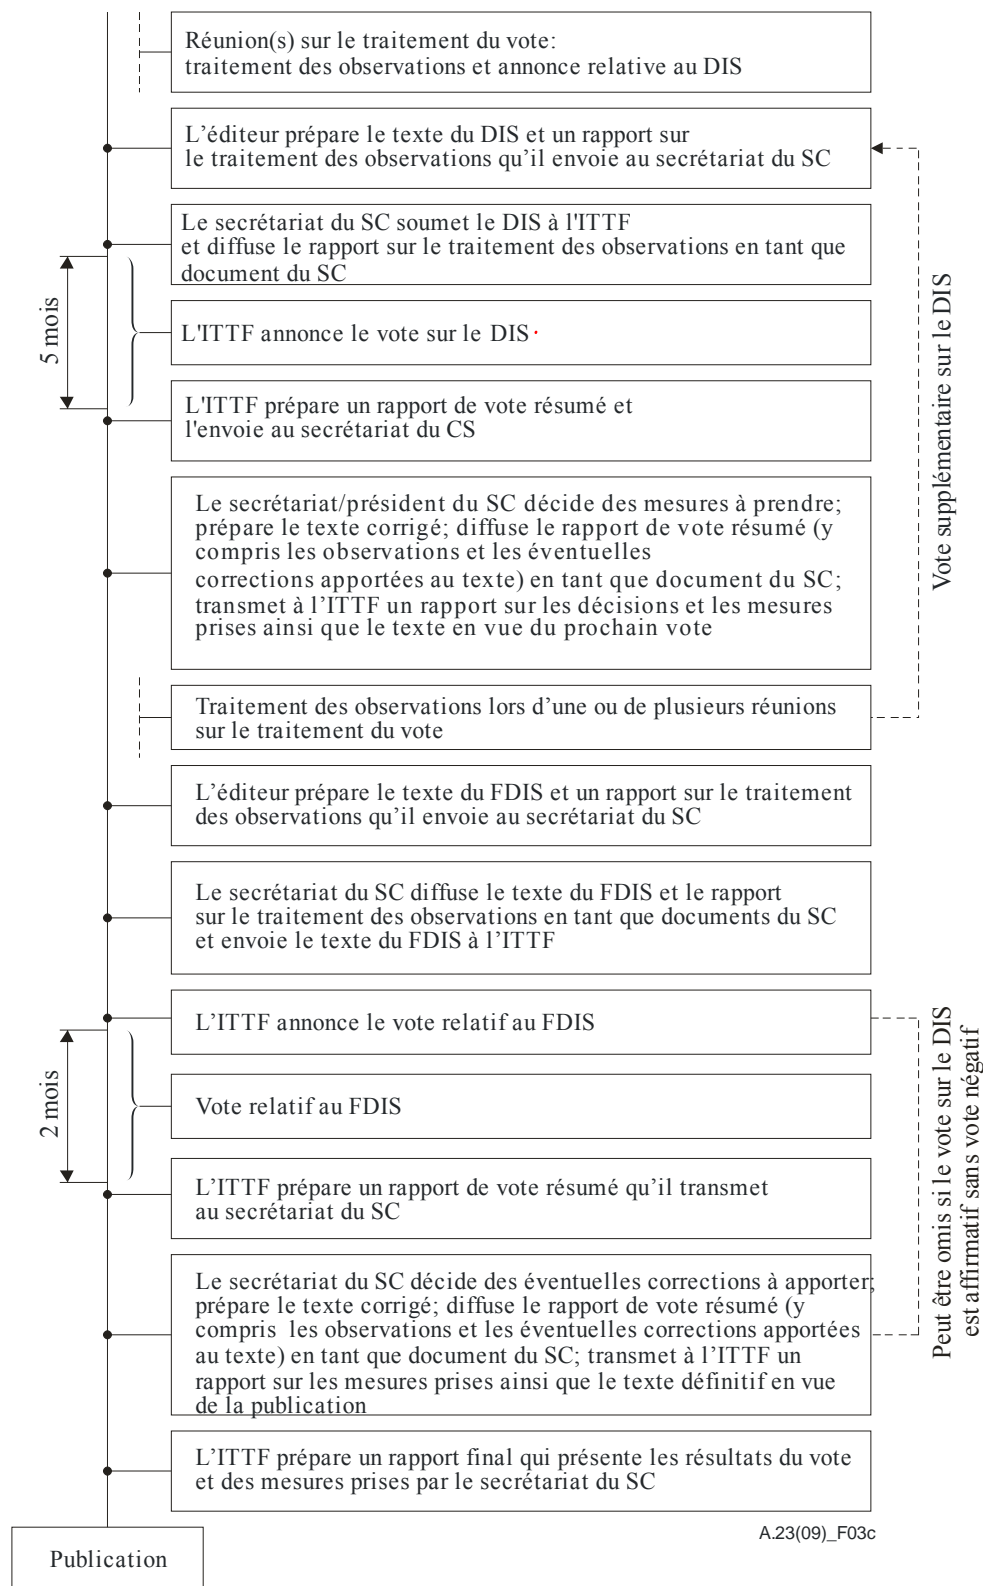 Réunion(s) sur le traitement du vote:
traitement des observations et annonce relative au DIS
L’éditeur prépare le texte du DIS et un rapport sur
le traitement des observations qu’il envoie au secrétariat du SC
Le secrétariat du SC soumet le DIS à l'ITTF
et diffuse le rapport sur le traitement des observations en tant que
document du SC
5 mois
L'ITTF annonce le vote sur le DIS
L'ITTF prépare un rapport de vote résumé et
l'envoie au secrétariat du CS
Vote supplémentaire sur le DIS
Le secrétariat/président du SC décide des mesures à prendre;
prépare le texte corrigé; diffuse le rapport de vote résumé (y
compris les observations et les éventuelles
corrections apportées au texte) en tant que document du SC;
transmet à l’ITTF un rapport sur les décisions et les mesures
prises ainsi que le texte en vue du prochain vote
Traitement des observations lors d’une ou de plusieurs réunions
sur le traitement du vote
L’éditeur prépare le texte du FDIS et un rapport sur le traitement
des observations qu’il envoie au secrétariat du SC
Le secrétariat du SC diffuse le texte du FDIS et le rapport
sur le traitement des observations en tant que documents du SC
et envoie le texte du FDIS à l’ITTF
L’ITTF annonce le vote relatif au FDIS
2 mois
Vote relatif au FDIS
L’ITTF prépare un rapport de vote résumé qu’il transmet
au secrétariat du SC
Peut être omis si le vote sur le DIS
est affirmatif sans vote négatif
Le secrétariat du SC décide des éventuelles corrections à apporter;
prépare le texte corrigé; diffuse le rapport de vote résumé (y
compris les observations et les éventuelles corrections apportées
au texte) en tant que document du SC; transmet à l’ITTF un
rapport sur les mesures prises ainsi que le texte définitif en vue
de la publication
L’ITTF prépare un rapport final qui présente les résultats du vote
et des mesures prises par le secrétariat du SC
A.23(09)_F03c
Publication